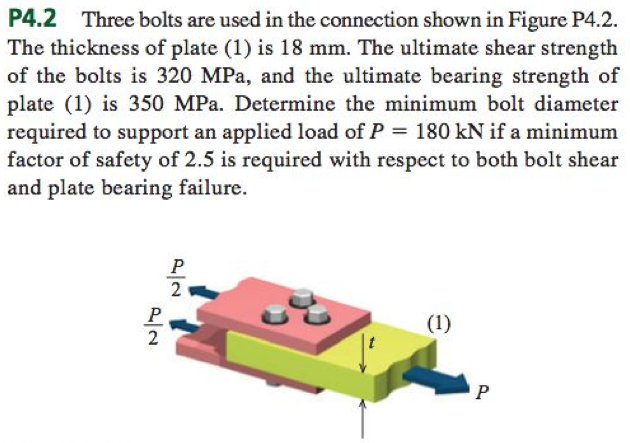 P4.2 Three bolts are used in the connection shown in Figure P4.2.
The thickness of plate (1) is 18 mm. The ultimate shear strength
of the bolts is 320 MPa, and the ultimate bearing strength of
plate (1) is 350 MPa. Determine the minimum bolt diameter
required to support an applied load of P = 180 kN if a minimum
factor of safety of 2.5 is required with respect to both bolt shear
and plate bearing failure.
P
2
P
2
(1)
t
P